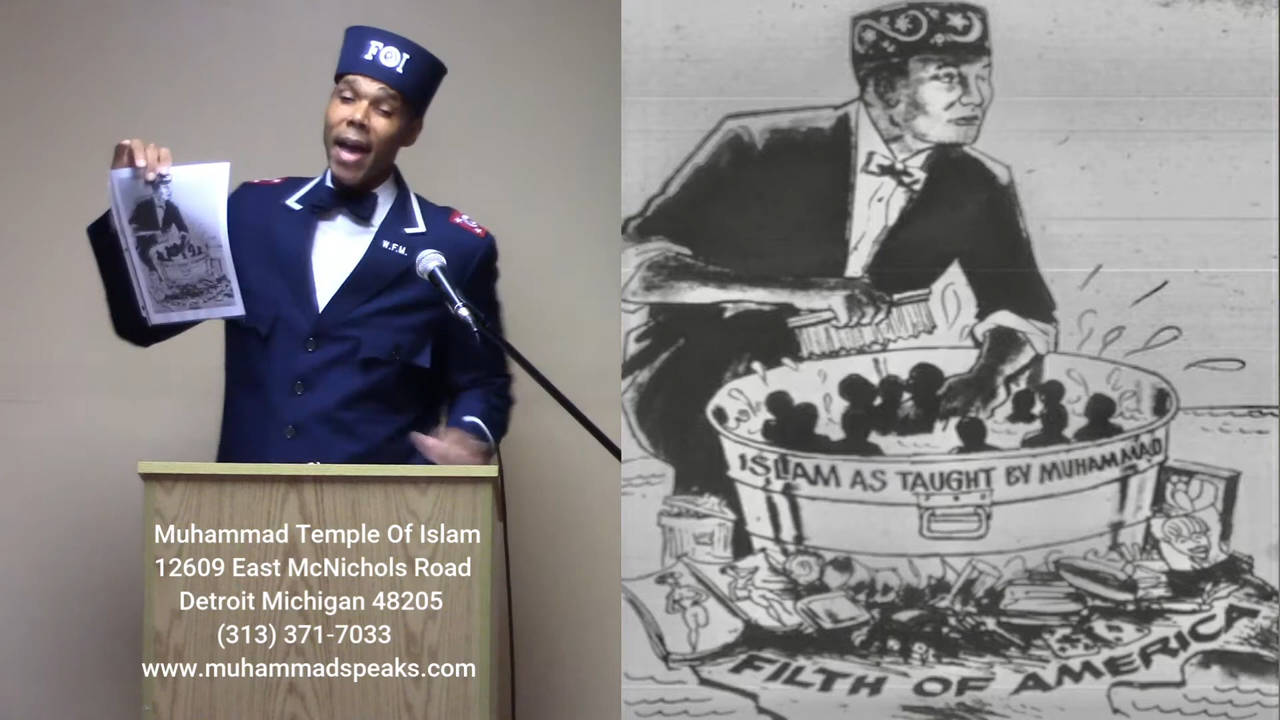 FOI
W.F.M.
Muhammad Temple Of Islam
12609 East McNichols Road
Detroit Michigan 48205
(313) 371-7033
www.muhammadspeaks.com
ISLAM AS TAUGHT BY MUHAMMAD
FILTH OF AMERICA